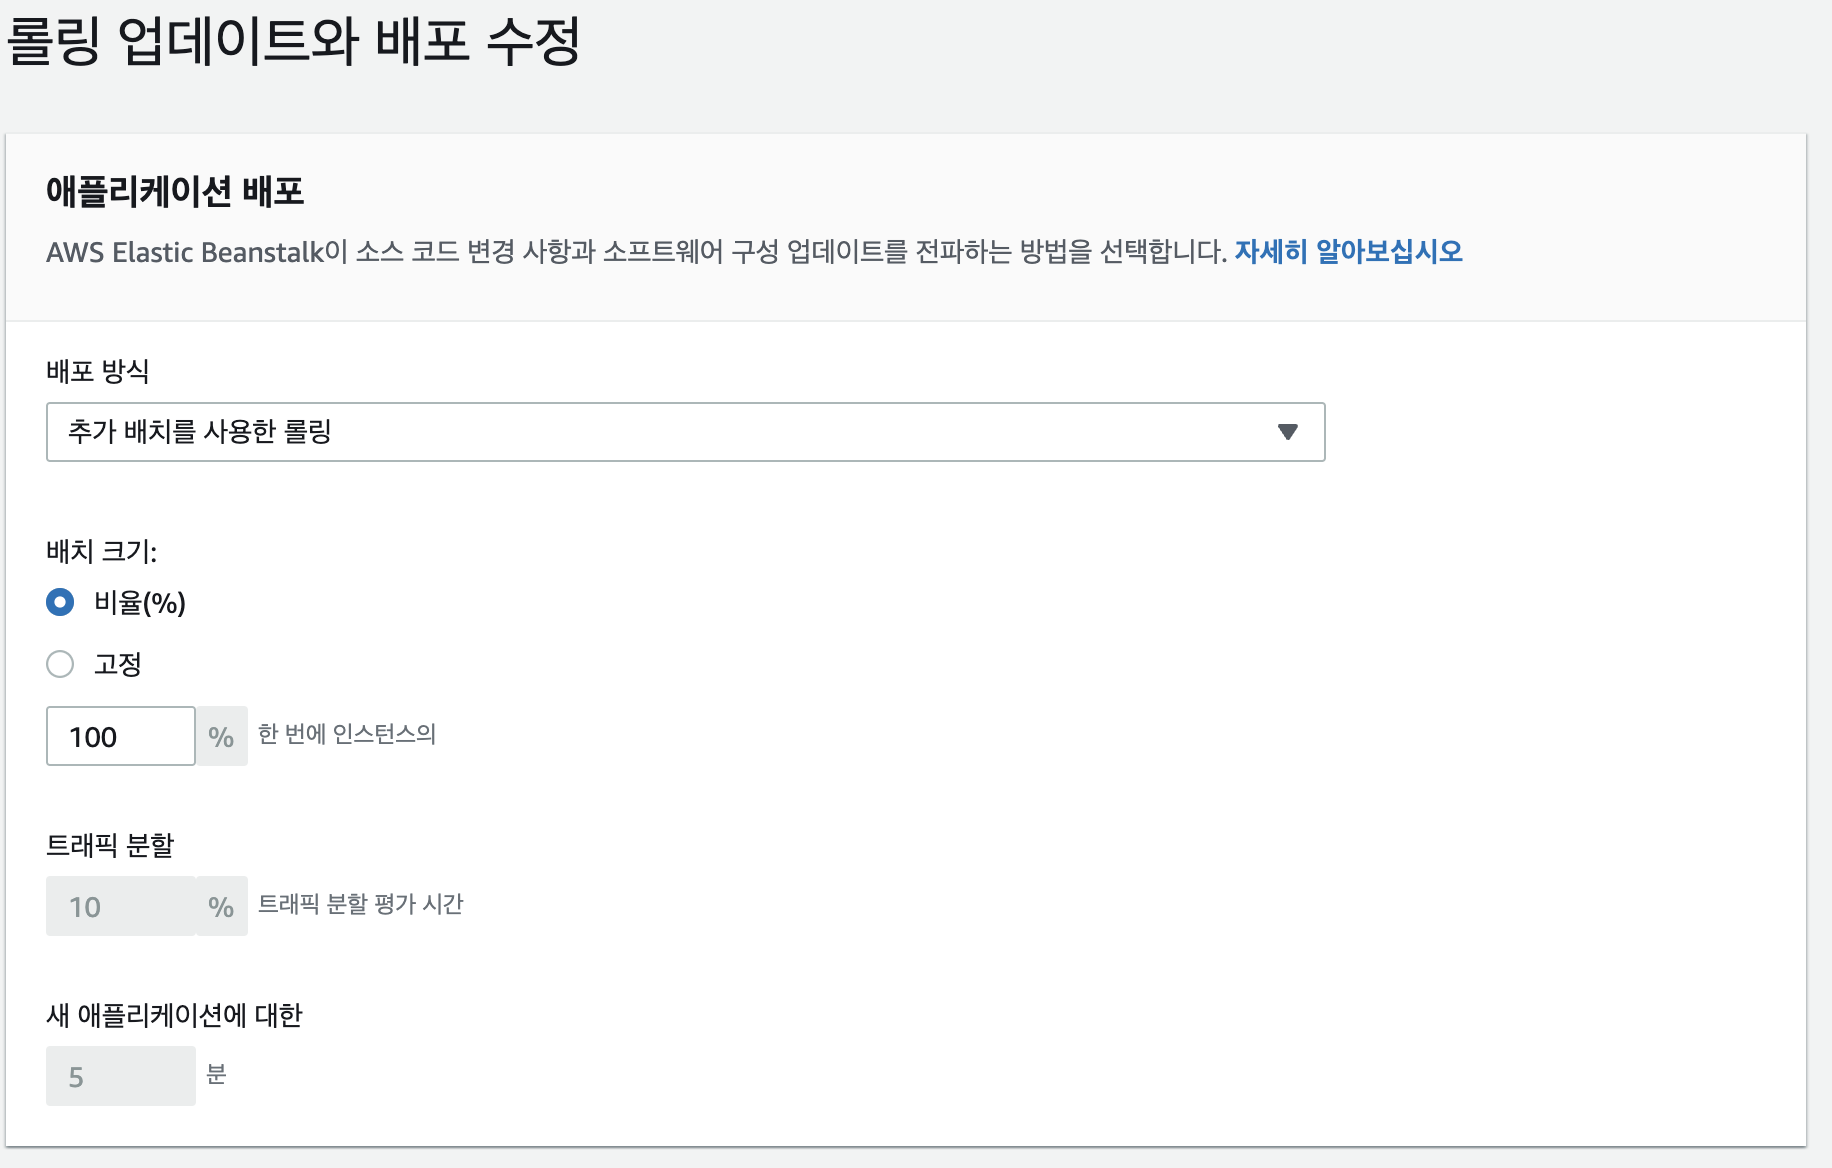 롤링 업데이트와 배포 수정
애플리케이션 배포
AWS Elastic Beanstalk이 소스 코드 변경 사항과 소프트웨어 구성 업데이트를 전파하는 방법을 선택합니다. 자세히 알아보십시오
배포 방식
추가 배치를 사용한 롤링
배치 크기:
비율(%)
고정
100 % 한 번에 인스턴스의
트래픽 분할
10 % 트래픽 분할 평가 시간
새 애플리케이션에 대한
5 분